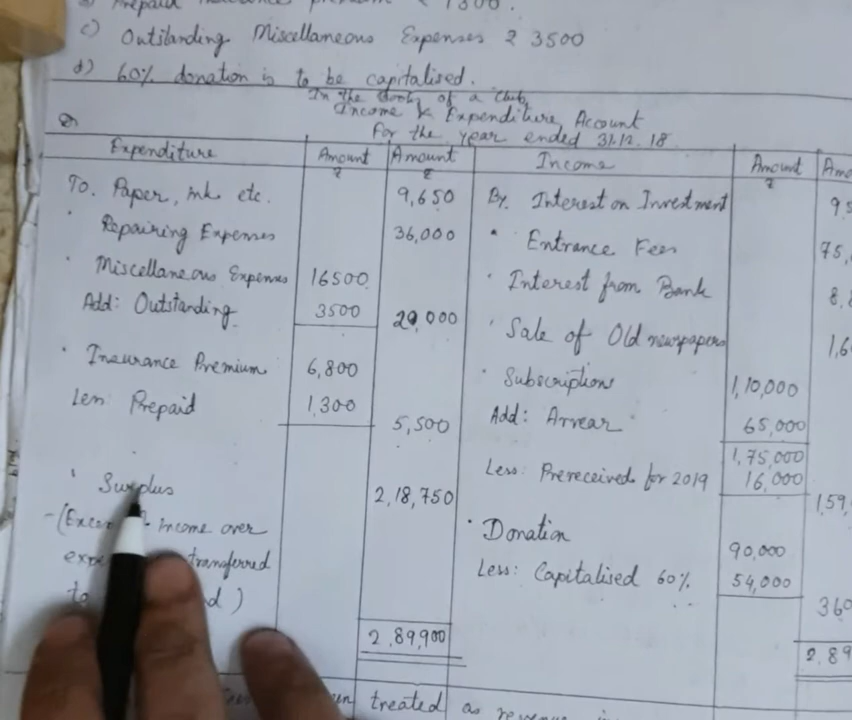 c) Outstanding Miscellaneous Expenses ₹ 3500
d) 60% donation is to be capitalised.
In the Books of a Club
Income & Expenditure Account
For the year ended 31.12.18
Dr
Expenditure Amount ₹ Amount ₹ Income Amount ₹
To. Paper, ink etc. 9,650 By. Interest on Investment
" Repairing Expenses 36,000 " Entrance Fees
" Miscellaneous Expenses 16500 " Interest from Bank
Add: Outstanding 3500 20,000 " Sale of Old newspapers
" Insurance Premium 6,800 " Subscriptions 1,10,000
Less: Prepaid 1,300 5,500 Add: Arrear 65,000
1,75,000
" Surplus 2,18,750 Less: Prereceived for 2019 16,000
(Excess income over " Donation 90,000
transferred Less: Capitalised 60% 54,000
to
2,89,900
treated as